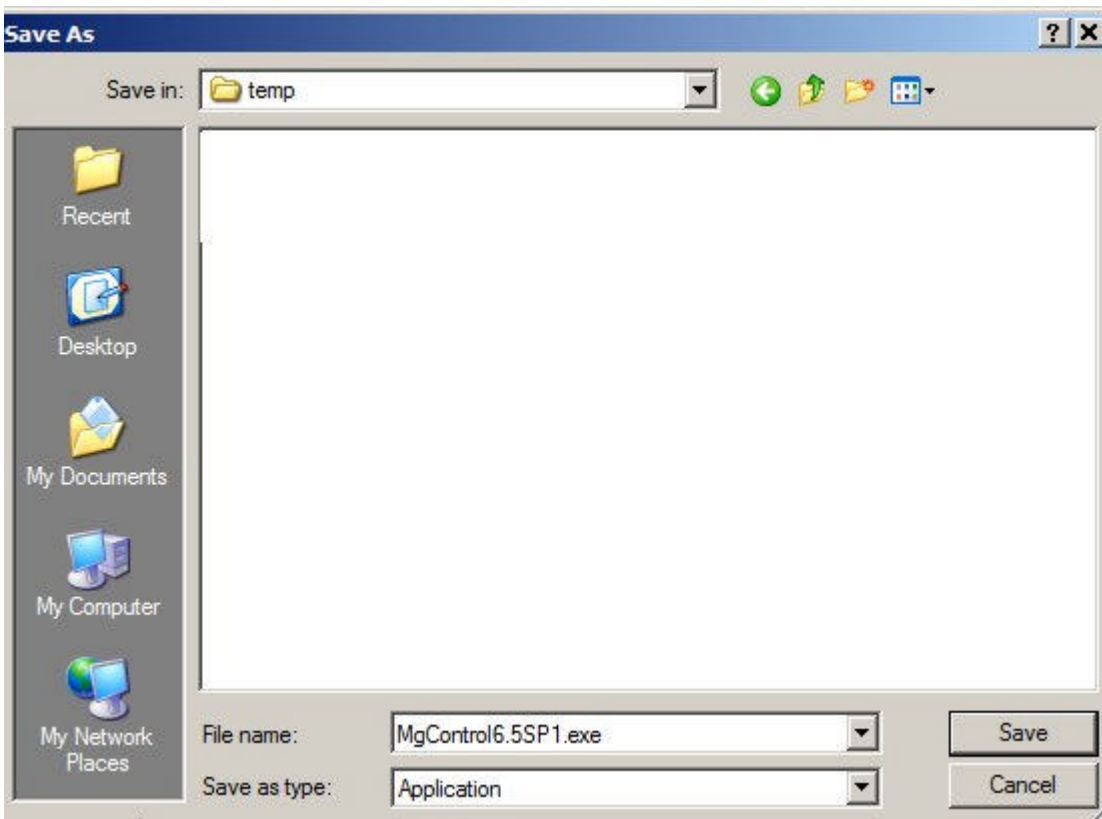 Save As
Save in: temp
Recent
Desktop
My Documents
My Computer
My Network
Places
File name: MgControl6.5SP1.exe Save
Save as type: Application Cancel